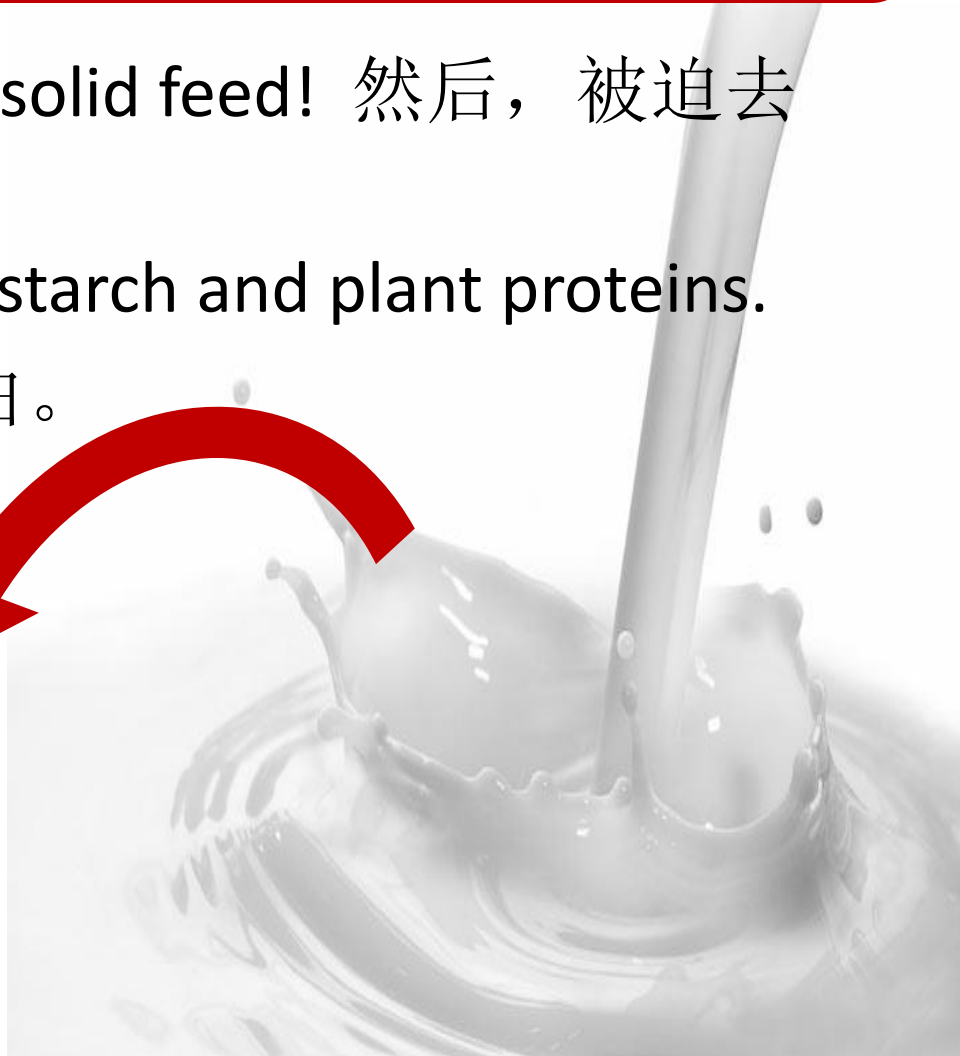 solid feed! 然后，被迫去
starch and plant proteins.
。